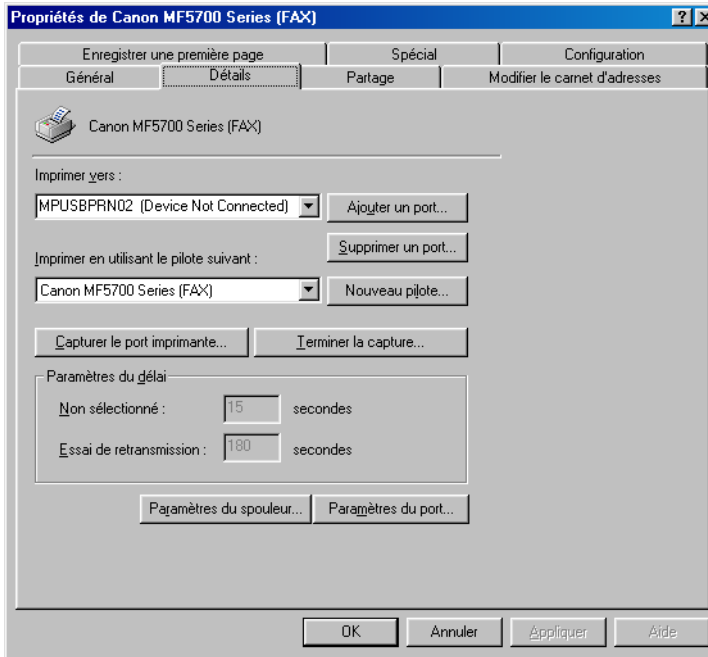 Propriétés de Canon MF5700 Series (FAX)
Enregistrer une première page Spécial Configuration
Général Détails Partage Modifier le carnet d'adresses
Canon MF5700 Series (FAX)
Imprimer vers :
MPUSBPRN02 (Device Not Connected) Ajouter un port...
Supprimer un port...
Imprimer en utilisant le pilote suivant :
Canon MF5700 Series (FAX) Nouveau pilote...
Capturer le port imprimante... Terminer la capture...
Paramètres du délai
Non sélectionné : 15 secondes
Essai de retransmission : 180 secondes
Paramètres du spouleur... Paramètres du port...
OK Annuler Appliquer Aide